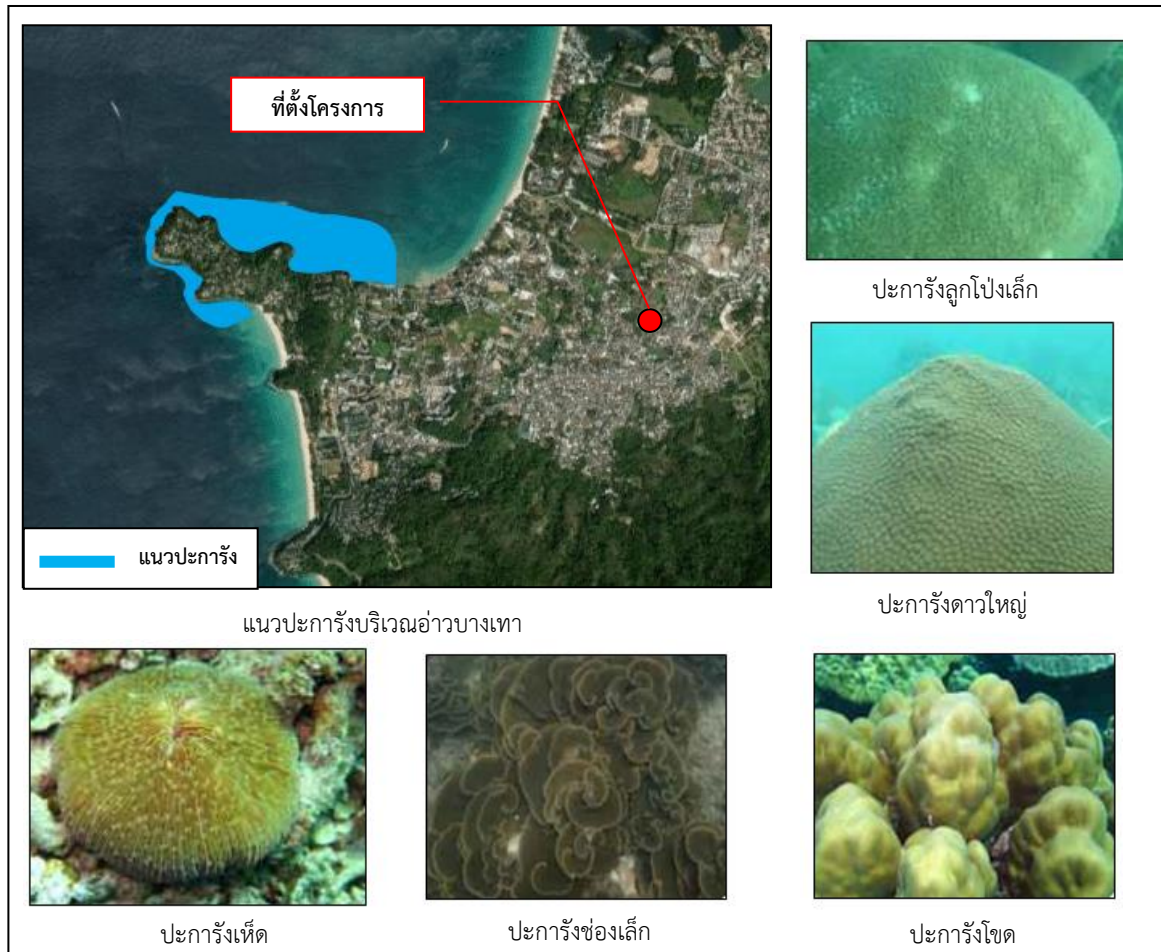 ที่ตั้งโครงการ
แนวปะการัง
แนวปะการังบริเวณอ่าวบางเทา
ปะการังลูกโป่งเล็ก
ปะการังดาวใหญ่
ปะการังเห็ด
ปะการังช่องเล็ก
ปะการังโขด